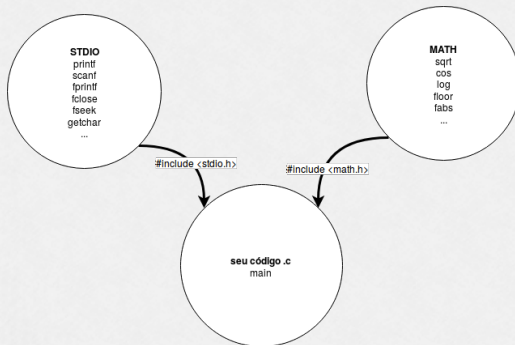 STDIO
printf
scanf
fprintf
fclose
fseek
getchar
...
MATH
sqrt
cos
log
floor
fabs
...
#include <stdio.h>
#include <math.h>
seu código .c
main